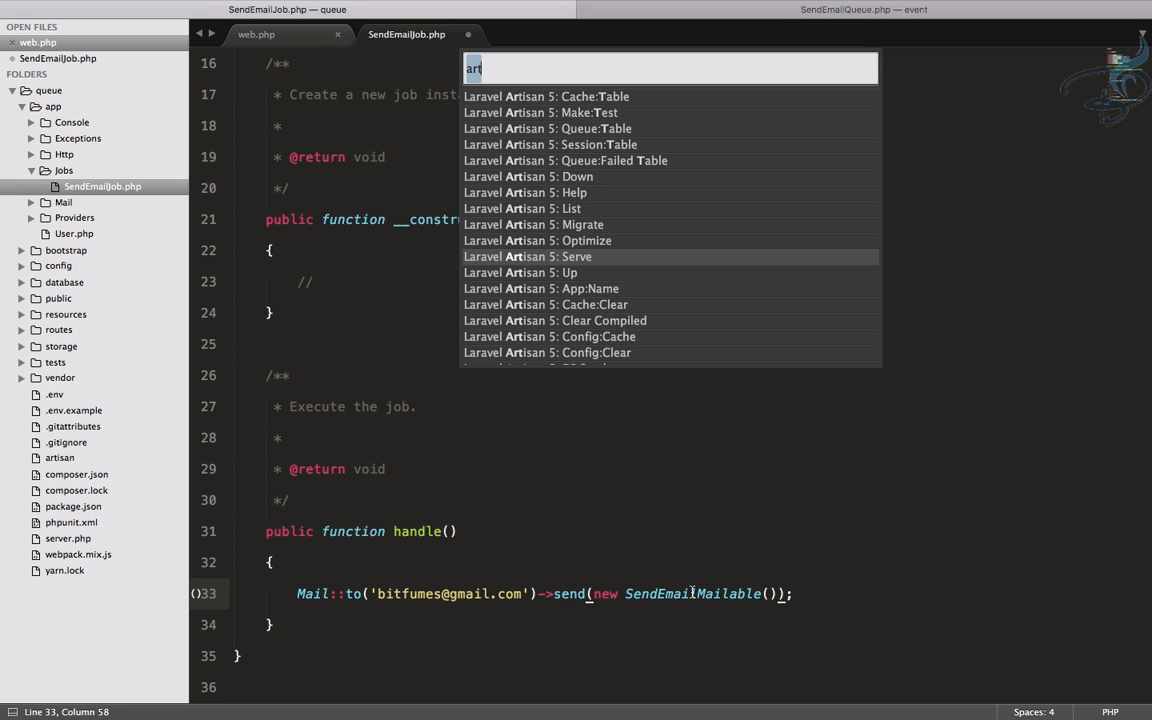 SendEmailJob.php — queue
SendEmailQueue.php — event
OPEN FILES
web.php
SendEmailJob.php
FOLDERS
queue
app
Console
Exceptions
Http
Jobs
SendEmailJob.php
Mail
Providers
User.php
bootstrap
config
database
public
resources
routes
storage
tests
vendor
.env
.env.example
.gitattributes
.gitignore
artisan
composer.json
composer.lock
package.json
phpunit.xml
server.php
webpack.mix.js
yarn.lock
web.php
SendEmailJob.php
art
Laravel Artisan 5: Cache:Table
Laravel Artisan 5: Make:Test
Laravel Artisan 5: Queue:Table
Laravel Artisan 5: Session:Table
Laravel Artisan 5: Queue:Failed Table
Laravel Artisan 5: Down
Laravel Artisan 5: Help
Laravel Artisan 5: List
Laravel Artisan 5: Migrate
Laravel Artisan 5: Optimize
Laravel Artisan 5: Serve
Laravel Artisan 5: Up
Laravel Artisan 5: App:Name
Laravel Artisan 5: Cache:Clear
Laravel Artisan 5: Clear Compiled
Laravel Artisan 5: Config:Cache
Laravel Artisan 5: Config:Clear
16 /**
17 * Create a new job insta
18 *
19 * @return void
20 */
21 public function __constr
22 {
23 //
24 }
25
26 /**
27 * Execute the job.
28 *
29 * @return void
30 */
31 public function handle()
32 {
()33 Mail::to('bitfumes@gmail.com')->send(new SendEmailMailable());
34 }
35 }
36
Line 33, Column 58
Spaces: 4
PHP